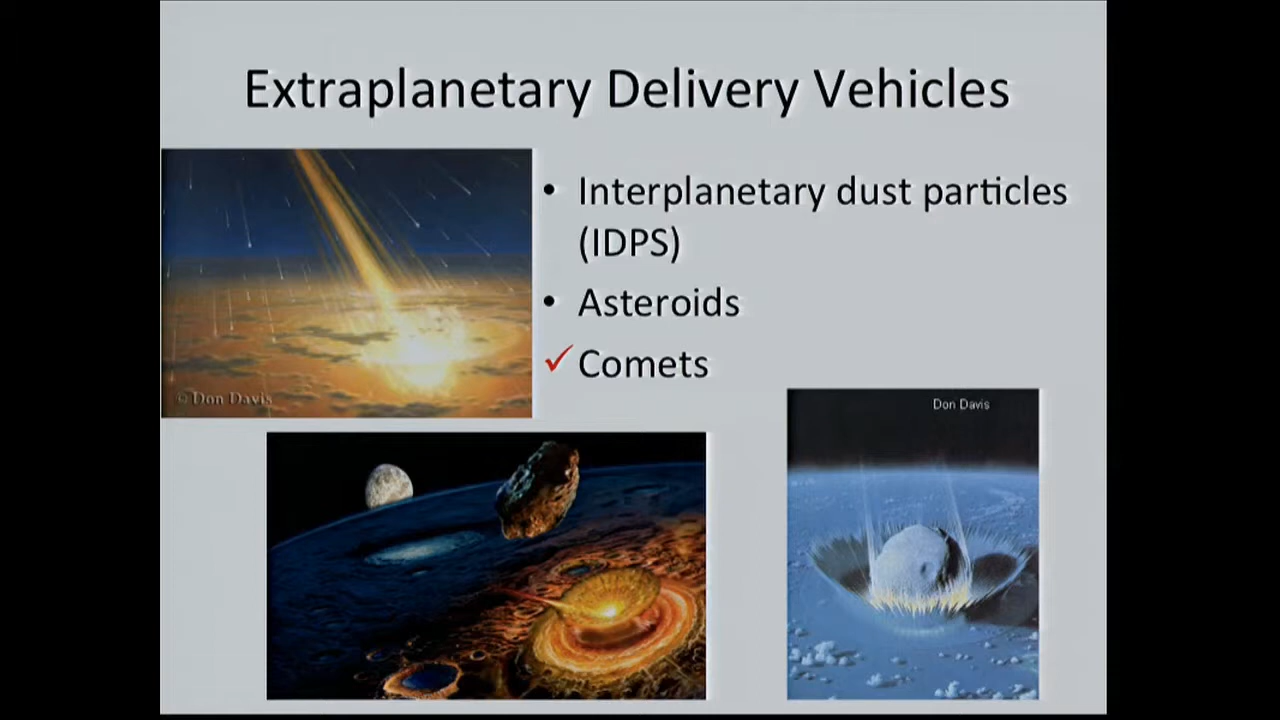 Extraplanetary Delivery Vehicles
• Interplanetary dust particles
(IDPS)
• Asteroids
✓ Comets
© Don Davis
Don Davis